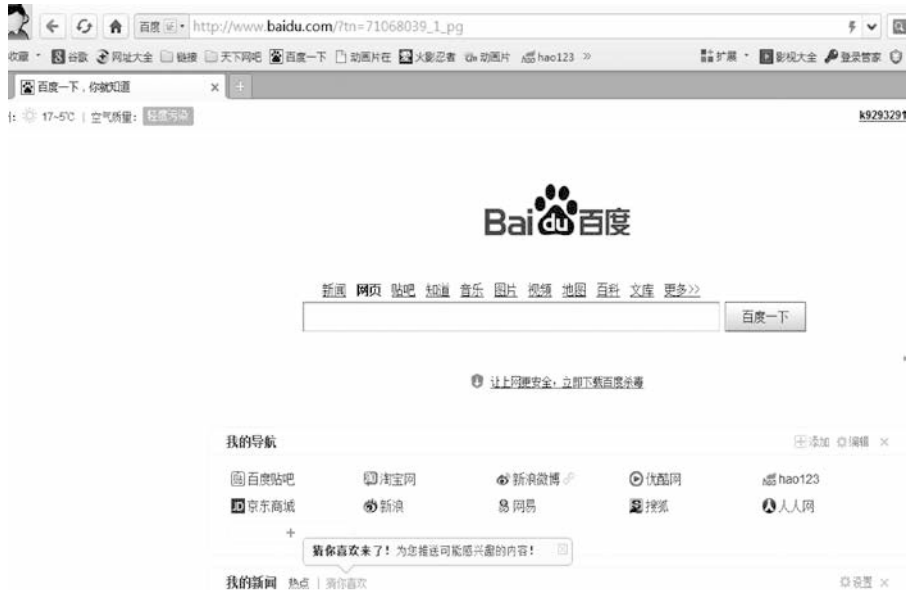 百度 http://www.baidu.com/?tn=71068039_1_pg
收藏 谷歌 网址大全 链接 天下网吧 百度一下 动画片在 火影忍者 动画片 hao123 » 扩展 影视大全 登录管家
百度一下，你就知道
17~5℃ | 空气质量： 轻度污染 k9293291
Bai du 百度
新闻 网页 贴吧 知道 音乐 图片 视频 地图 百科 文库 更多>>
百度一下
让上网更安全，立即下载百度杀毒
我的导航 添加 编辑
百度贴吧 淘宝网 新浪微博 优酷网 hao123
京东商城 新浪 网易 搜狐 人人网
猜你喜欢来了！为您推送可能感兴趣的内容！
我的新闻 热点 | 猜你喜欢 设置